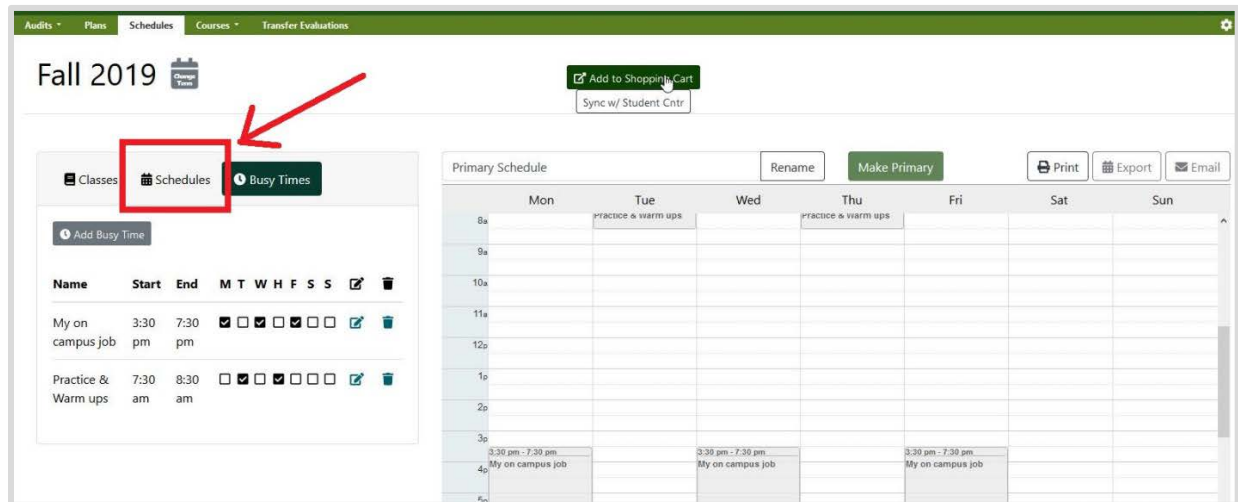 Audits Plans Schedules Courses Transfer Evaluations
Fall 2019 Change Term
Add to Shopping Cart
Sync w/ Student Cntr
Classes Schedules Busy Times
Primary Schedule Rename Make Primary Print Export Email
Mon Tue Wed Thu Fri Sat Sun
Add Busy Time
Name Start End M T W H F S S
My on campus job 3:30 pm 7:30 pm
Practice & Warm ups 7:30 am 8:30 am
8a Practice & Warm ups Practice & Warm ups
9a
10a
11a
12p
1p
2p
3p
3:30 pm - 7:30 pm 3:30 pm - 7:30 pm 3:30 pm - 7:30 pm
4p My on campus job My on campus job My on campus job
5p